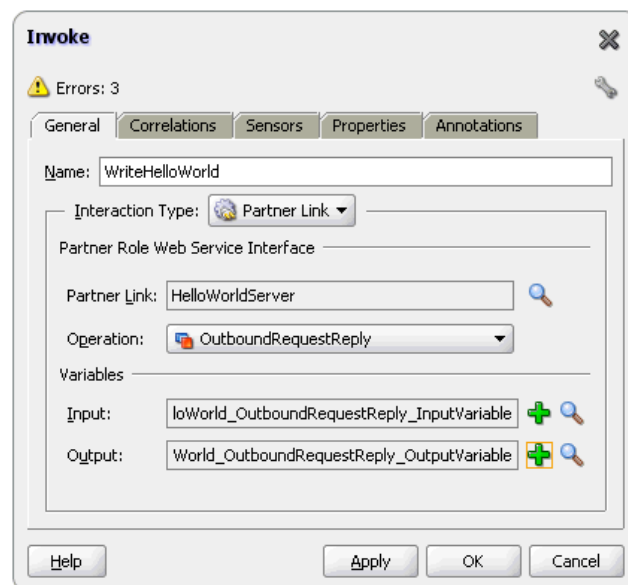 Invoke
Errors: 3
General Correlations Sensors Properties Annotations
Name: WriteHelloWorld
Interaction Type: Partner Link
Partner Role Web Service Interface
Partner Link: HelloWorldServer
Operation: OutboundRequestReply
Variables
Input: loWorld_OutboundRequestReply_InputVariable
Output: World_OutboundRequestReply_OutputVariable
Help Apply OK Cancel